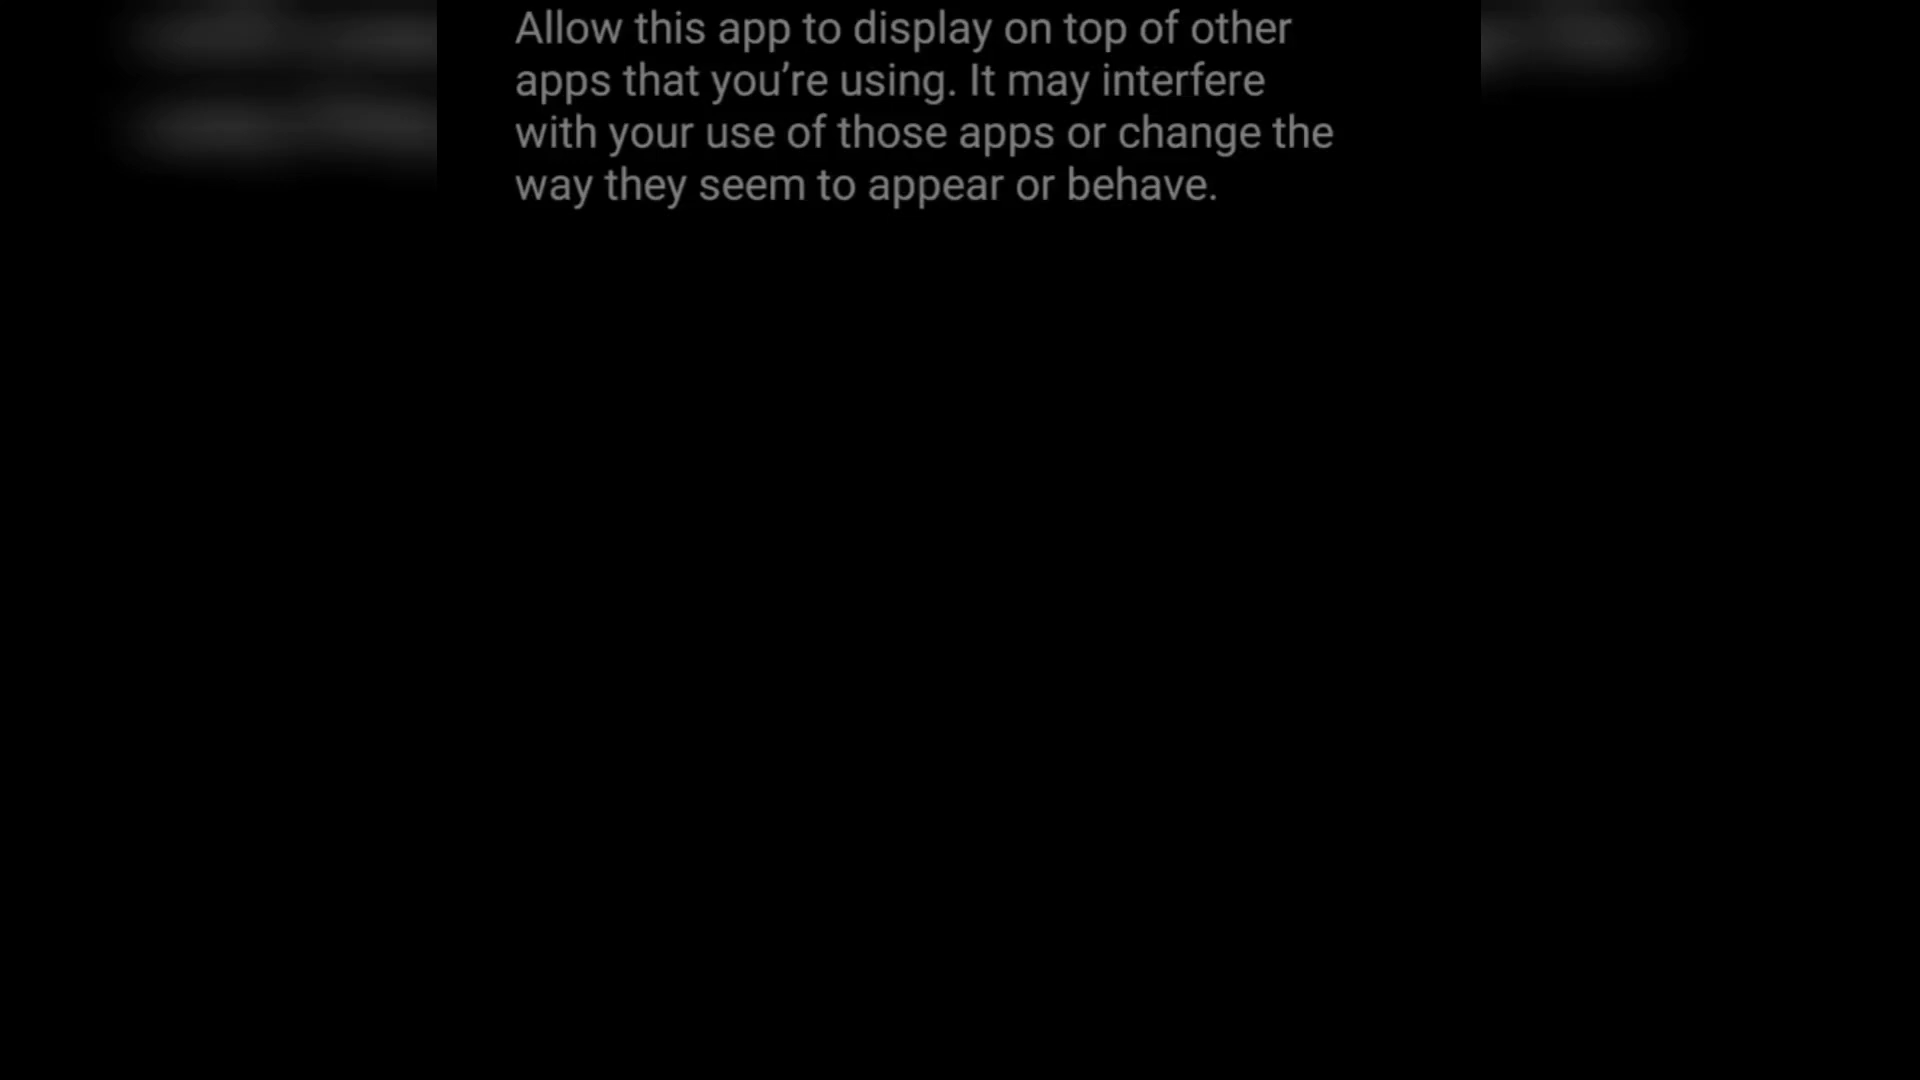 Allow this app to display on top of other
apps that you’re using. It may interfere
with your use of those apps or change the
way they seem to appear or behave.